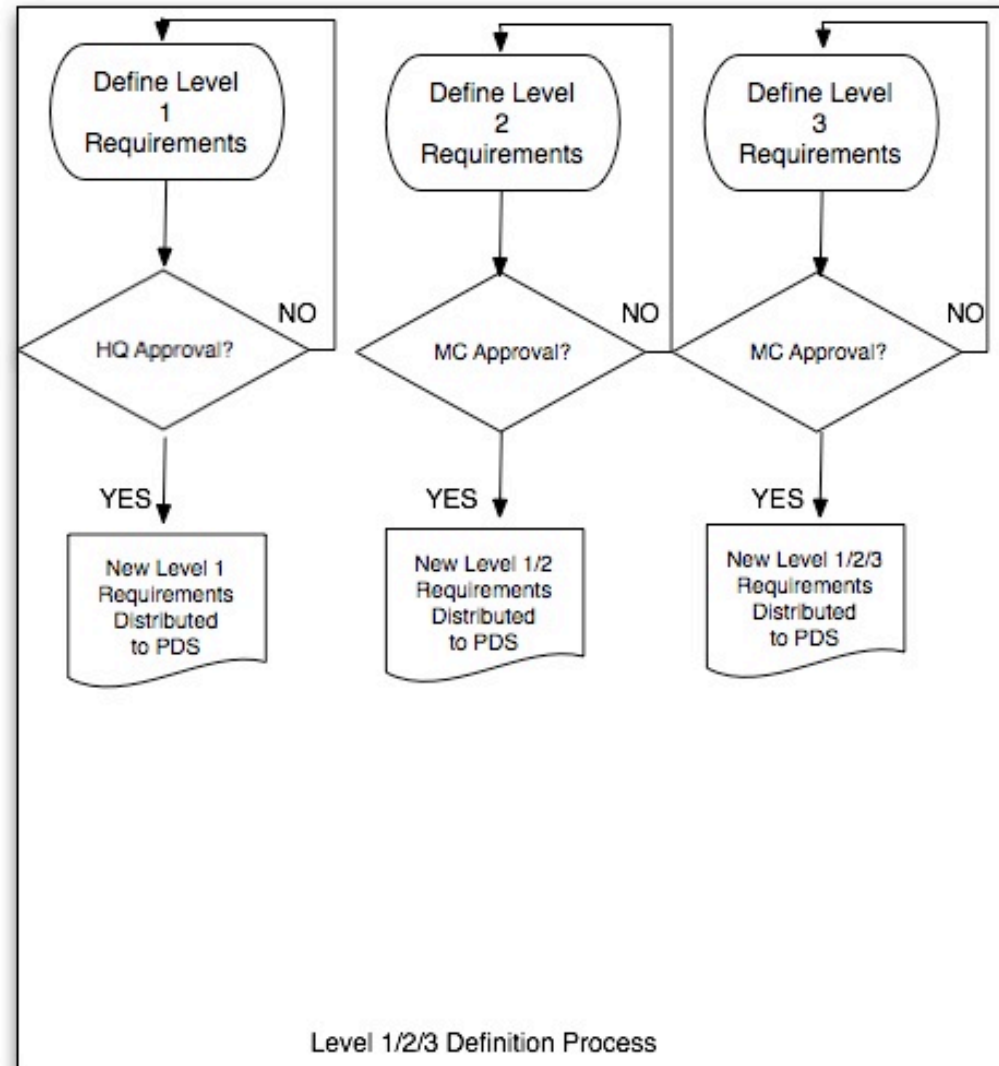 Define Level
1
Requirements
HQ Approval?
NO
YES
New Level 1
Requirements
Distributed
to PDS
Define Level
2
Requirements
MC Approval?
NO
YES
New Level 1/2
Requirements
Distributed
to PDS
Define Level
3
Requirements
MC Approval?
NO
YES
New Level 1/2/3
Requirements
Distributed
to PDS
Level 1/2/3 Definition Process